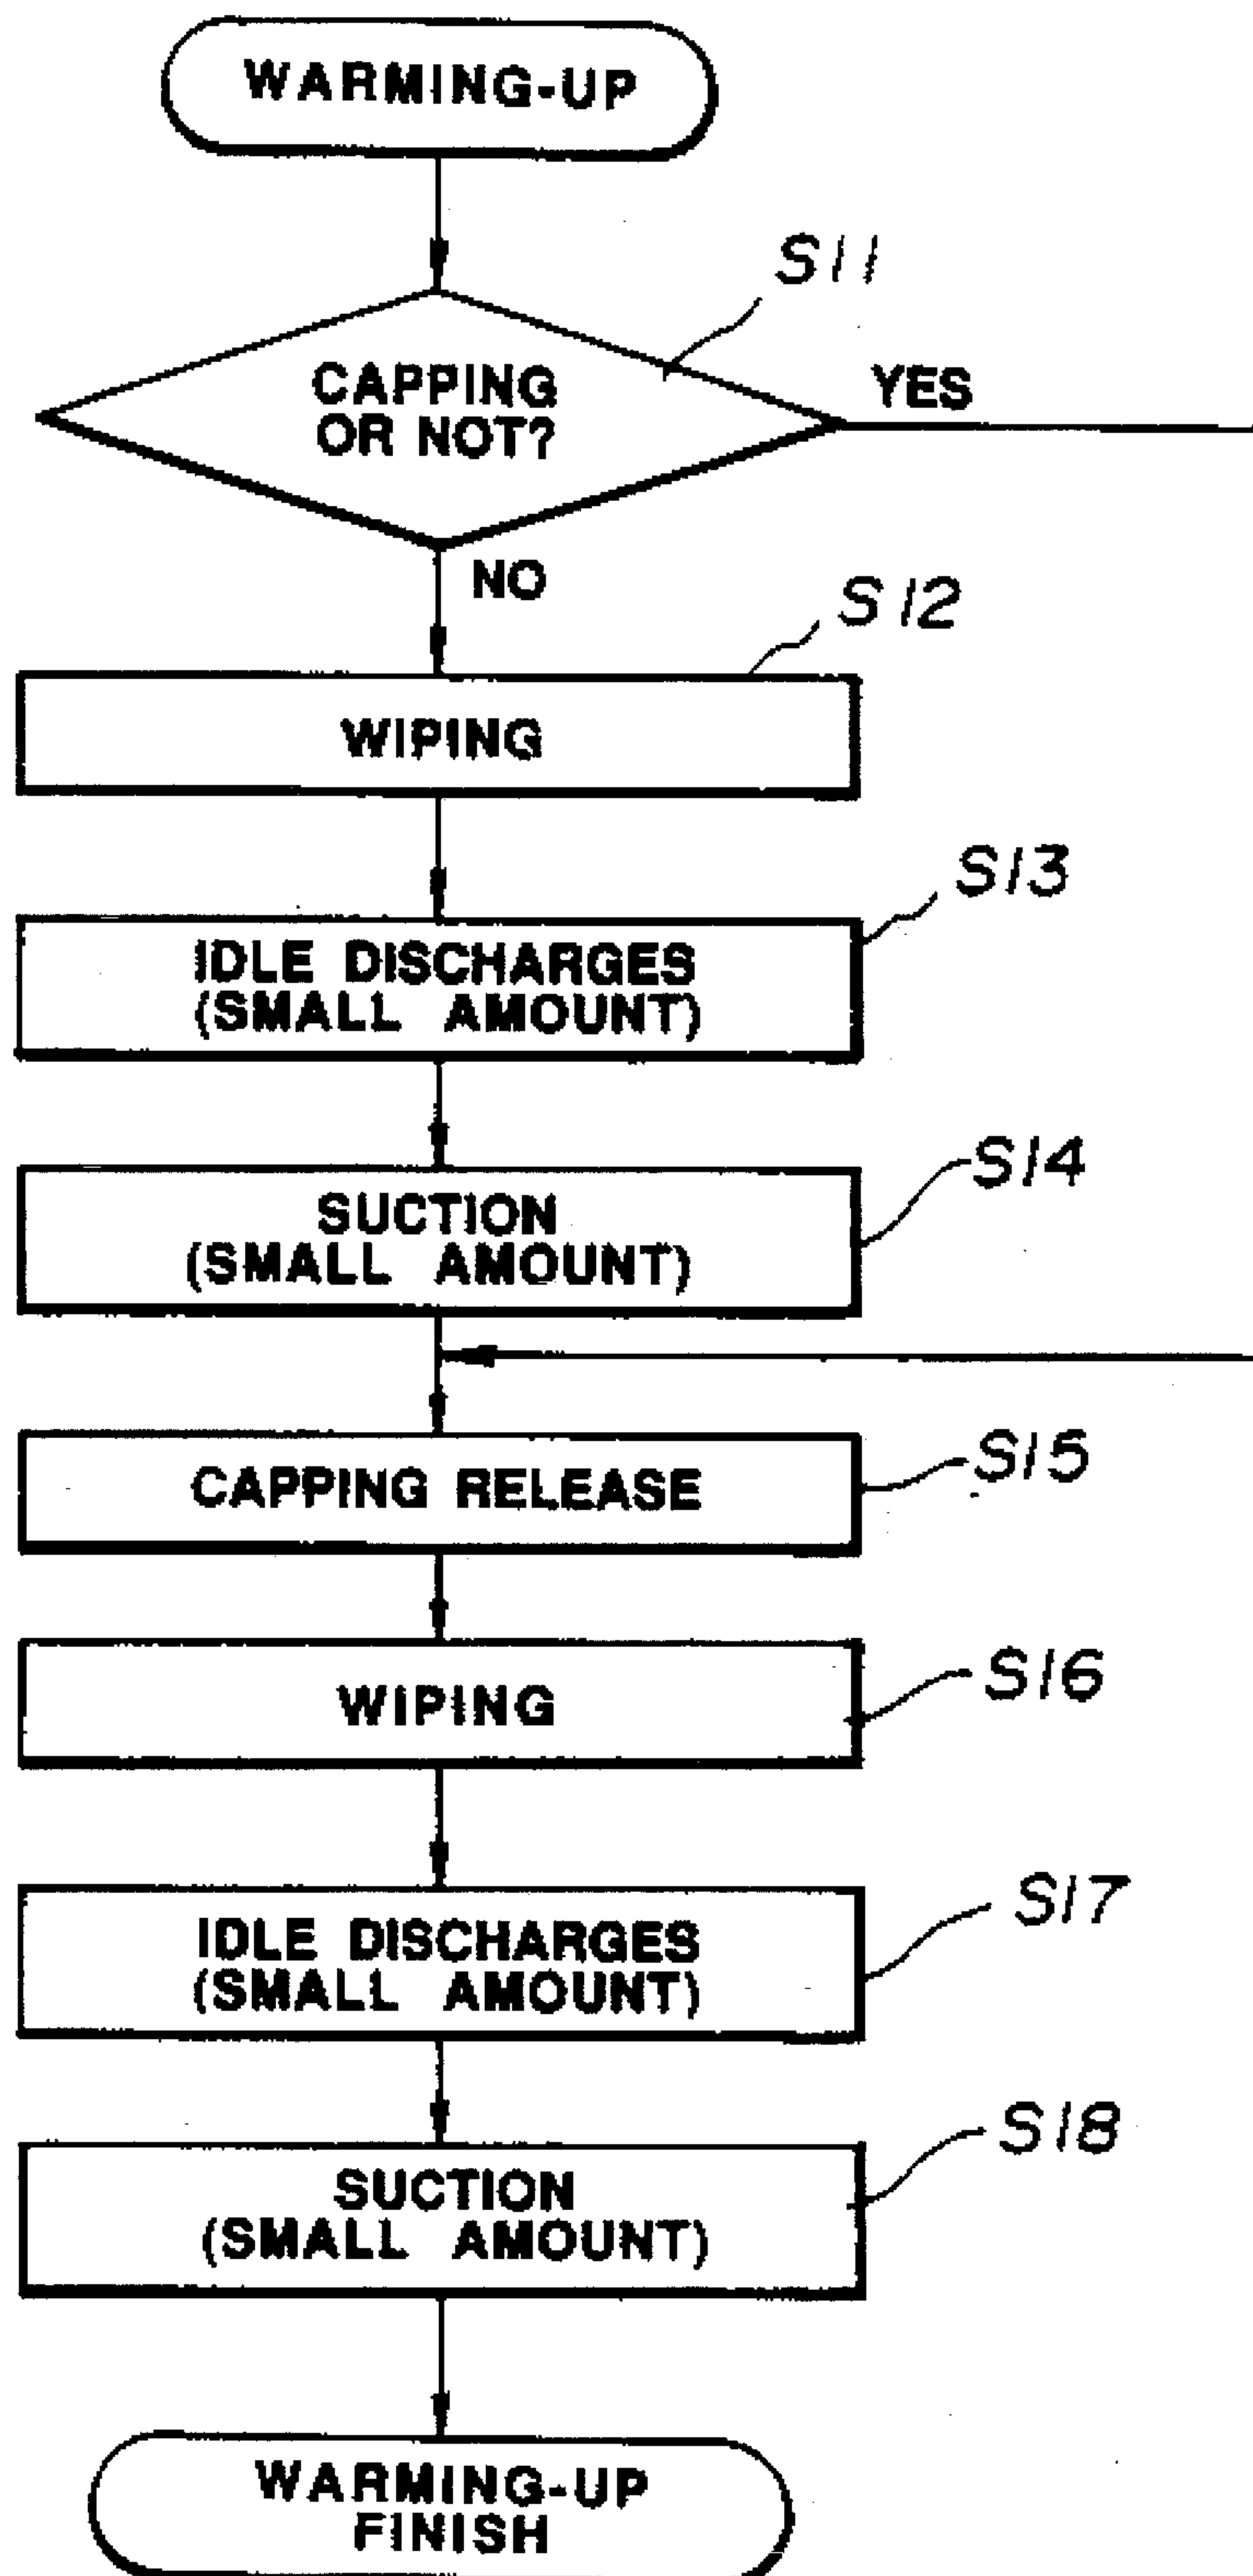 WARMING-UP
S11
CAPPING
OR NOT?
YES
NO
S12
WIPING
S13
IDLE DISCHARGES
(SMALL AMOUNT)
S14
SUCTION
(SMALL AMOUNT)
S15
CAPPING RELEASE
S16
WIPING
S17
IDLE DISCHARGES
(SMALL AMOUNT)
S18
SUCTION
(SMALL AMOUNT)
WARMING-UP
FINISH